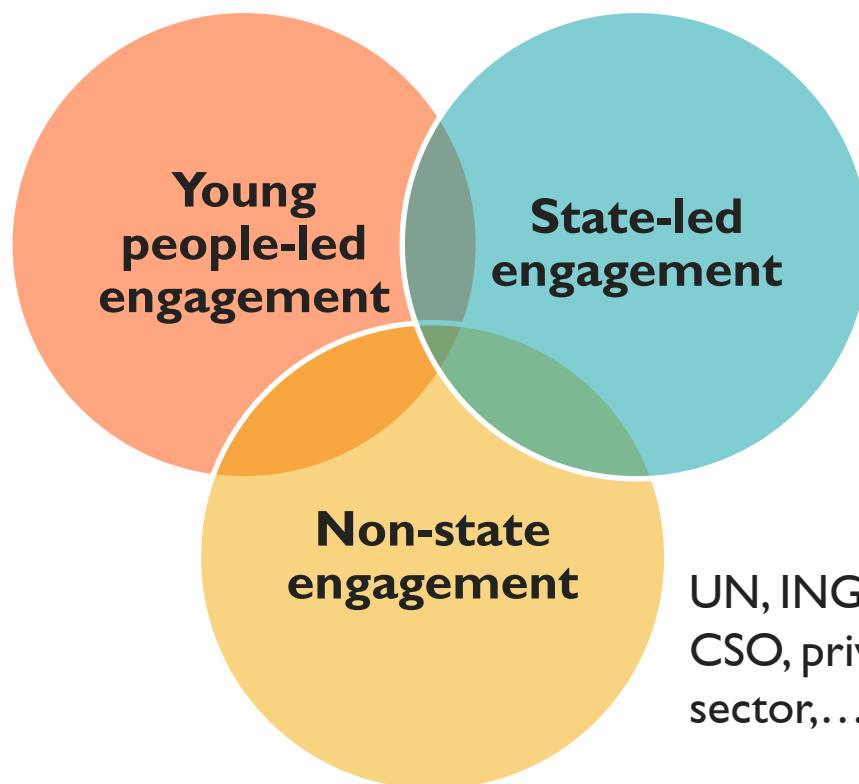 Young
people-led
engagement
State-led
engagement
Non-state
engagement
UN,
CSO,
sector,…